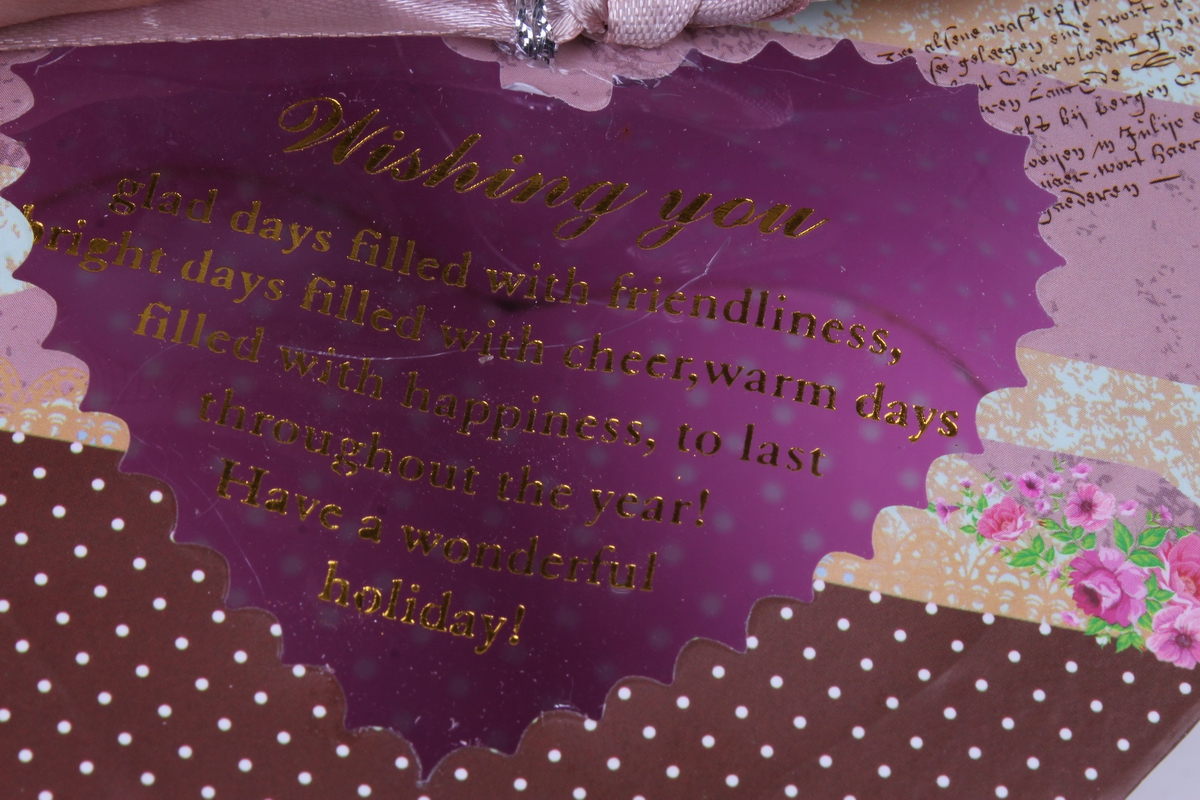 Wishing you
glad days filled with friendliness,
bright days filled with cheer,warm days
filled with happiness, to last
throughout the year!
Have a wonderful
holiday!